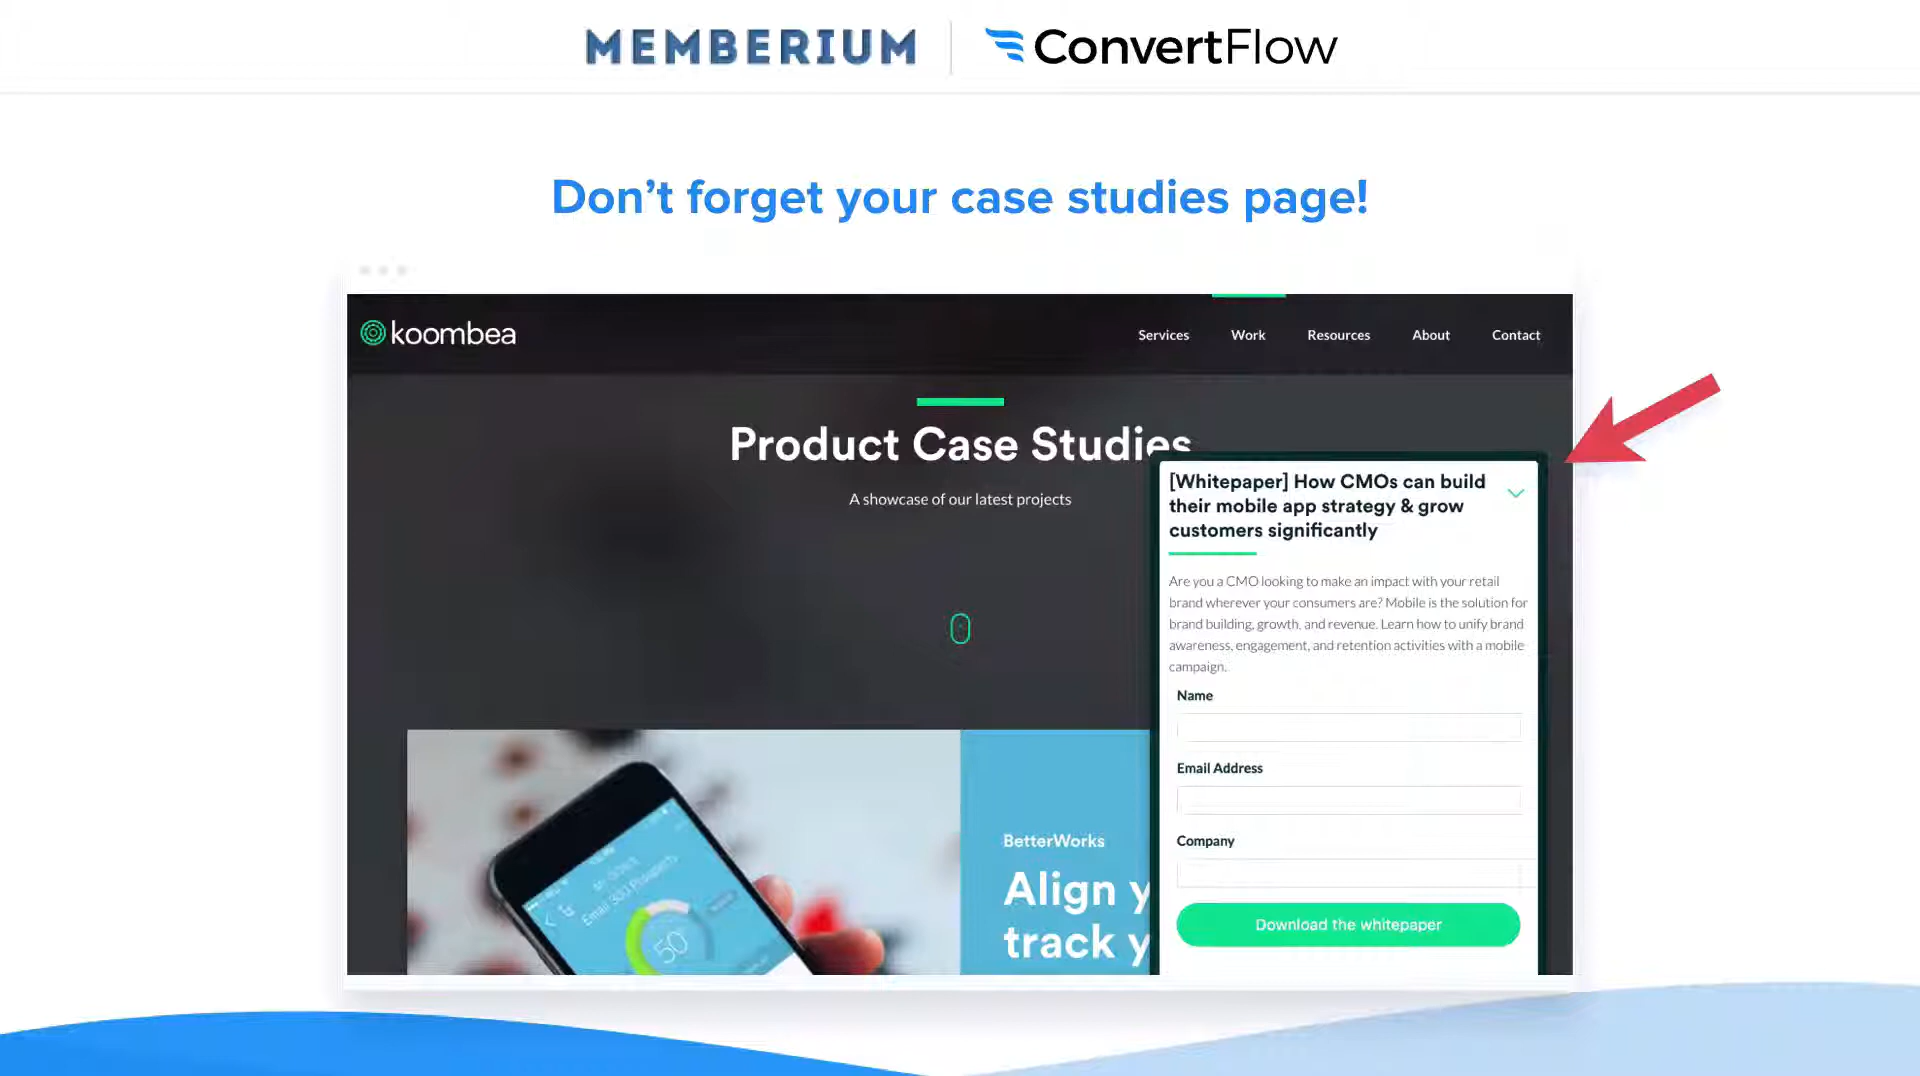 MEMBERIUM
ConvertFlow
Don't forget your case studies page!
koombea
Services
Work
Resources
About
Contact
Product Case Studies
A showcase of our latest projects
[Whitepaper] How CMOs can build
their mobile app strategy & grow
customers significantly
Are you a CMO looking to make an impact with your retail
brand wherever your consumers are? Mobile is the solution for
brand building, growth, and revenue. Learn how to unify brand
awareness, engagement, and retention activities with a mobile
campaign.
Name
Email Address
Company
Download the whitepaper
BetterWorks
Align y
track y
Email 300 Prospects
50